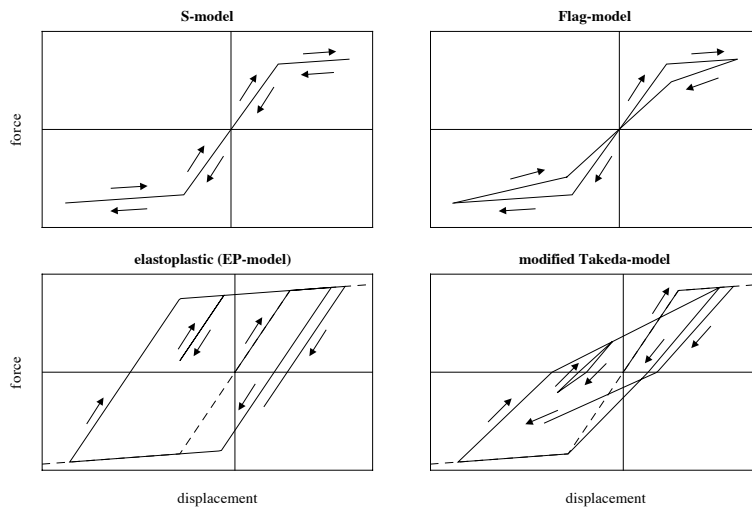 S-model
Flag-model
force
elastoplastic (EP-model)
modified Takeda-model
force
displacement
displacement